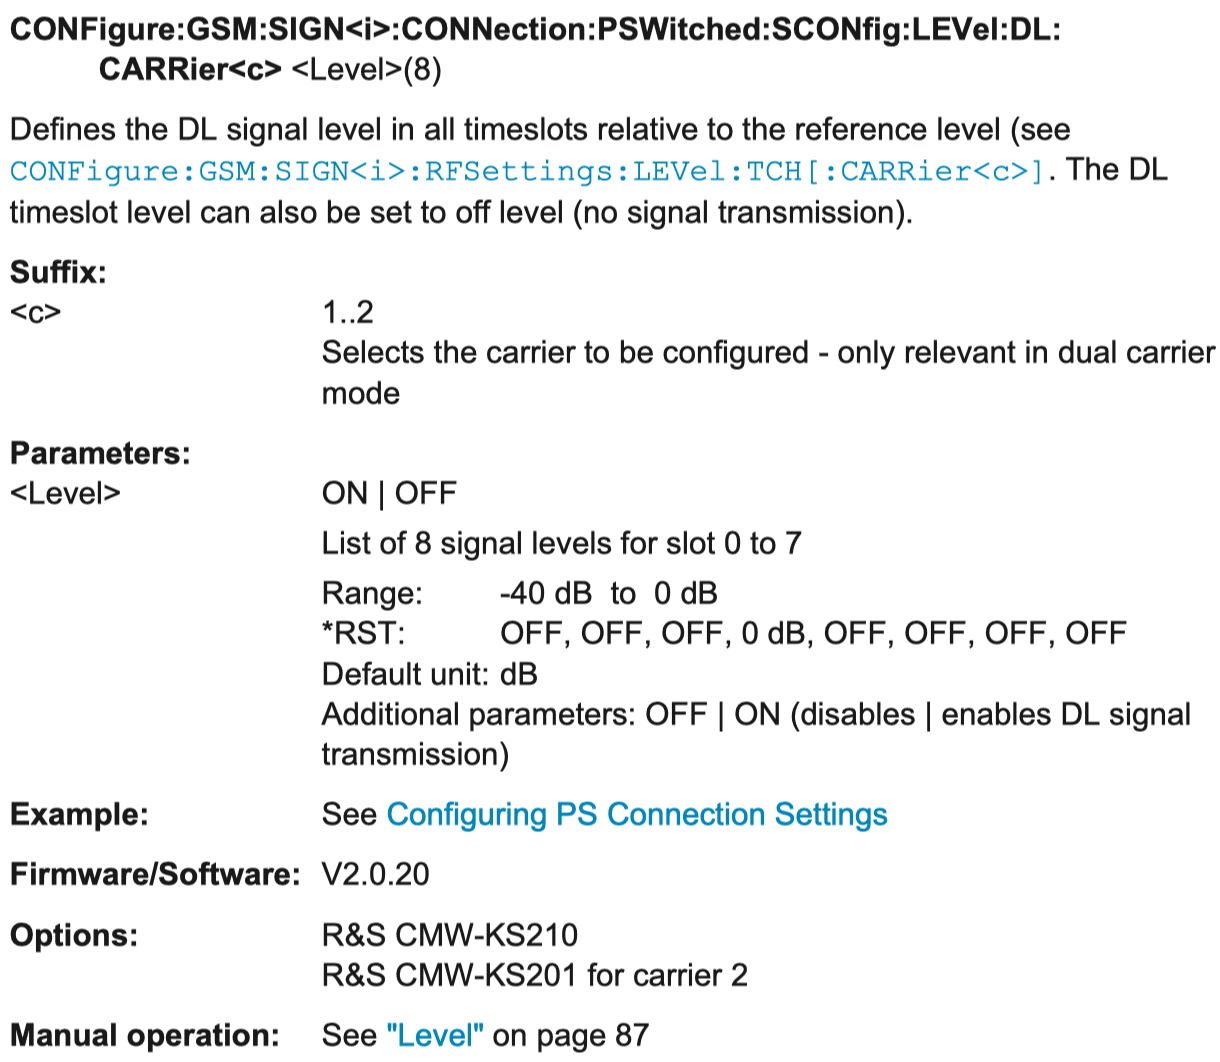 CONFigure:GSM:SIGN<i>:CONNection:PSWitched:SCONfig:LEVel:DL:
CARRier<c> <Level>(8)
Defines the DL signal level in all timeslots relative to the reference level (see
CONFigure:GSM:SIGN<i>:RFSettings:LEVel:TCH[:CARRier<c>]. The DL
timeslot level can also be set to off level (no signal transmission).
Suffix:
<c> 1..2
Selects the carrier to be configured - only relevant in dual carrier
mode
Parameters:
<Level> ON | OFF
List of 8 signal levels for slot 0 to 7
Range: -40 dB to 0 dB
*RST: OFF, OFF, OFF, 0 dB, OFF, OFF, OFF, OFF
Default unit: dB
Additional parameters: OFF | ON (disables | enables DL signal
transmission)
Example: See Configuring PS Connection Settings
Firmware/Software: V2.0.20
Options: R&S CMW-KS210
R&S CMW-KS201 for carrier 2
Manual operation: See "Level" on page 87